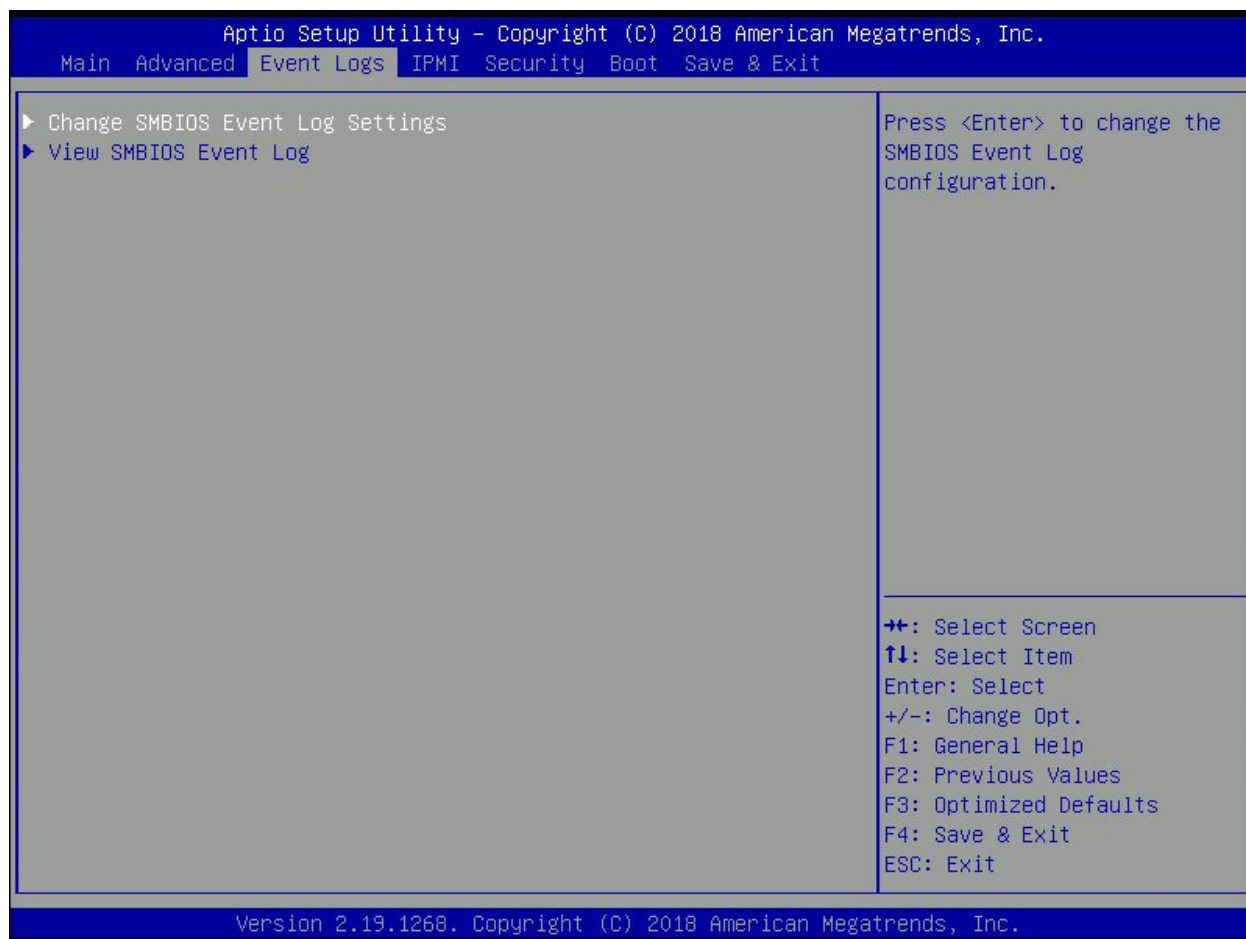 Aptio Setup Utility – Copyright (C) 2018 American Megatrends, Inc.
Main Advanced Event Logs IPMI Security Boot Save & Exit
▶ Change SMBIOS Event Log Settings
▶ View SMBIOS Event Log
Press <Enter> to change the
SMBIOS Event Log
configuration.
→←: Select Screen
↑↓: Select Item
Enter: Select
+/-: Change Opt.
F1: General Help
F2: Previous Values
F3: Optimized Defaults
F4: Save & Exit
ESC: Exit
Version 2.19.1268. Copyright (C) 2018 American Megatrends, Inc.